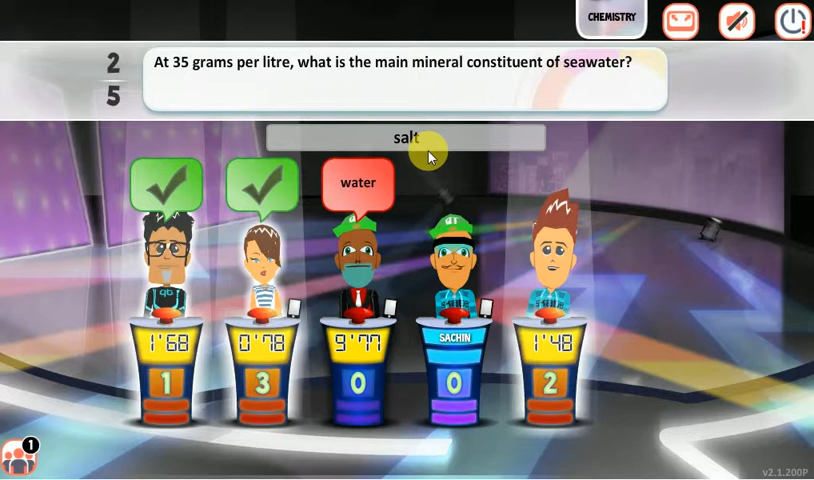 CHEMISTRY
2
5
At 35 grams per litre, what is the main mineral constituent of seawater?
salt
water
1'68
0'78
9'77
SACHIN
1'48
1
3
0
0
2
1
v2.1.200P